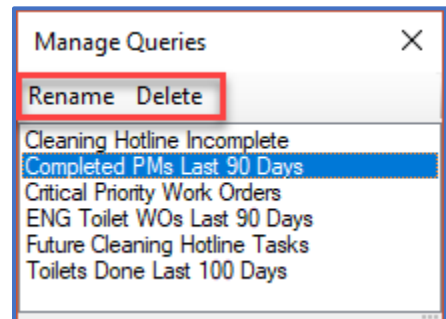 Manage Queries
Rename Delete
Cleaning Hotline Incomplete
Completed PMs Last 90 Days
Critical Priority Work Orders
ENG Toilet WOs Last 90 Days
Future Cleaning Hotline Tasks
Toilets Done Last 100 Days